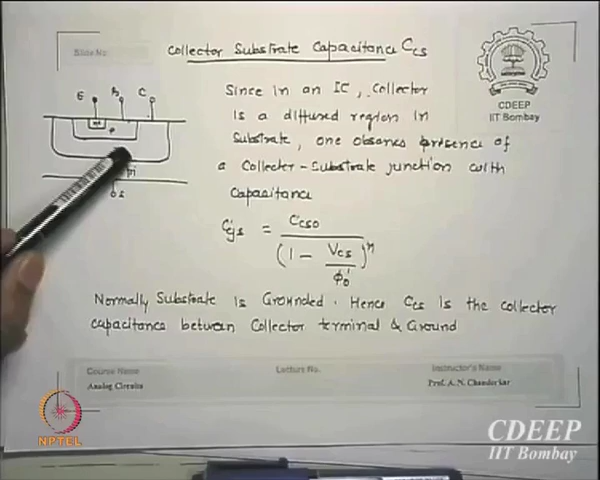 Slide No.
Collector Substrate Capacitance Ccs
CDEEP
IIT Bombay
E B C
n+
p
Since in an IC, Collector
is a diffused region in
Substrate, one observes presence of
a Collector-Substrate junction with
Capacitance
Cjs = Ccso / (1 - Vcs/φ0')^n
s
Normally Substrate is Grounded. Hence Ccs is the collector
capacitance between Collector terminal & Ground
Course Name
Analog Circuits
Lecture No.
Instructor's Name
Prof. A. N. Chandorkar
NPTEL
CDEEP
IIT Bombay